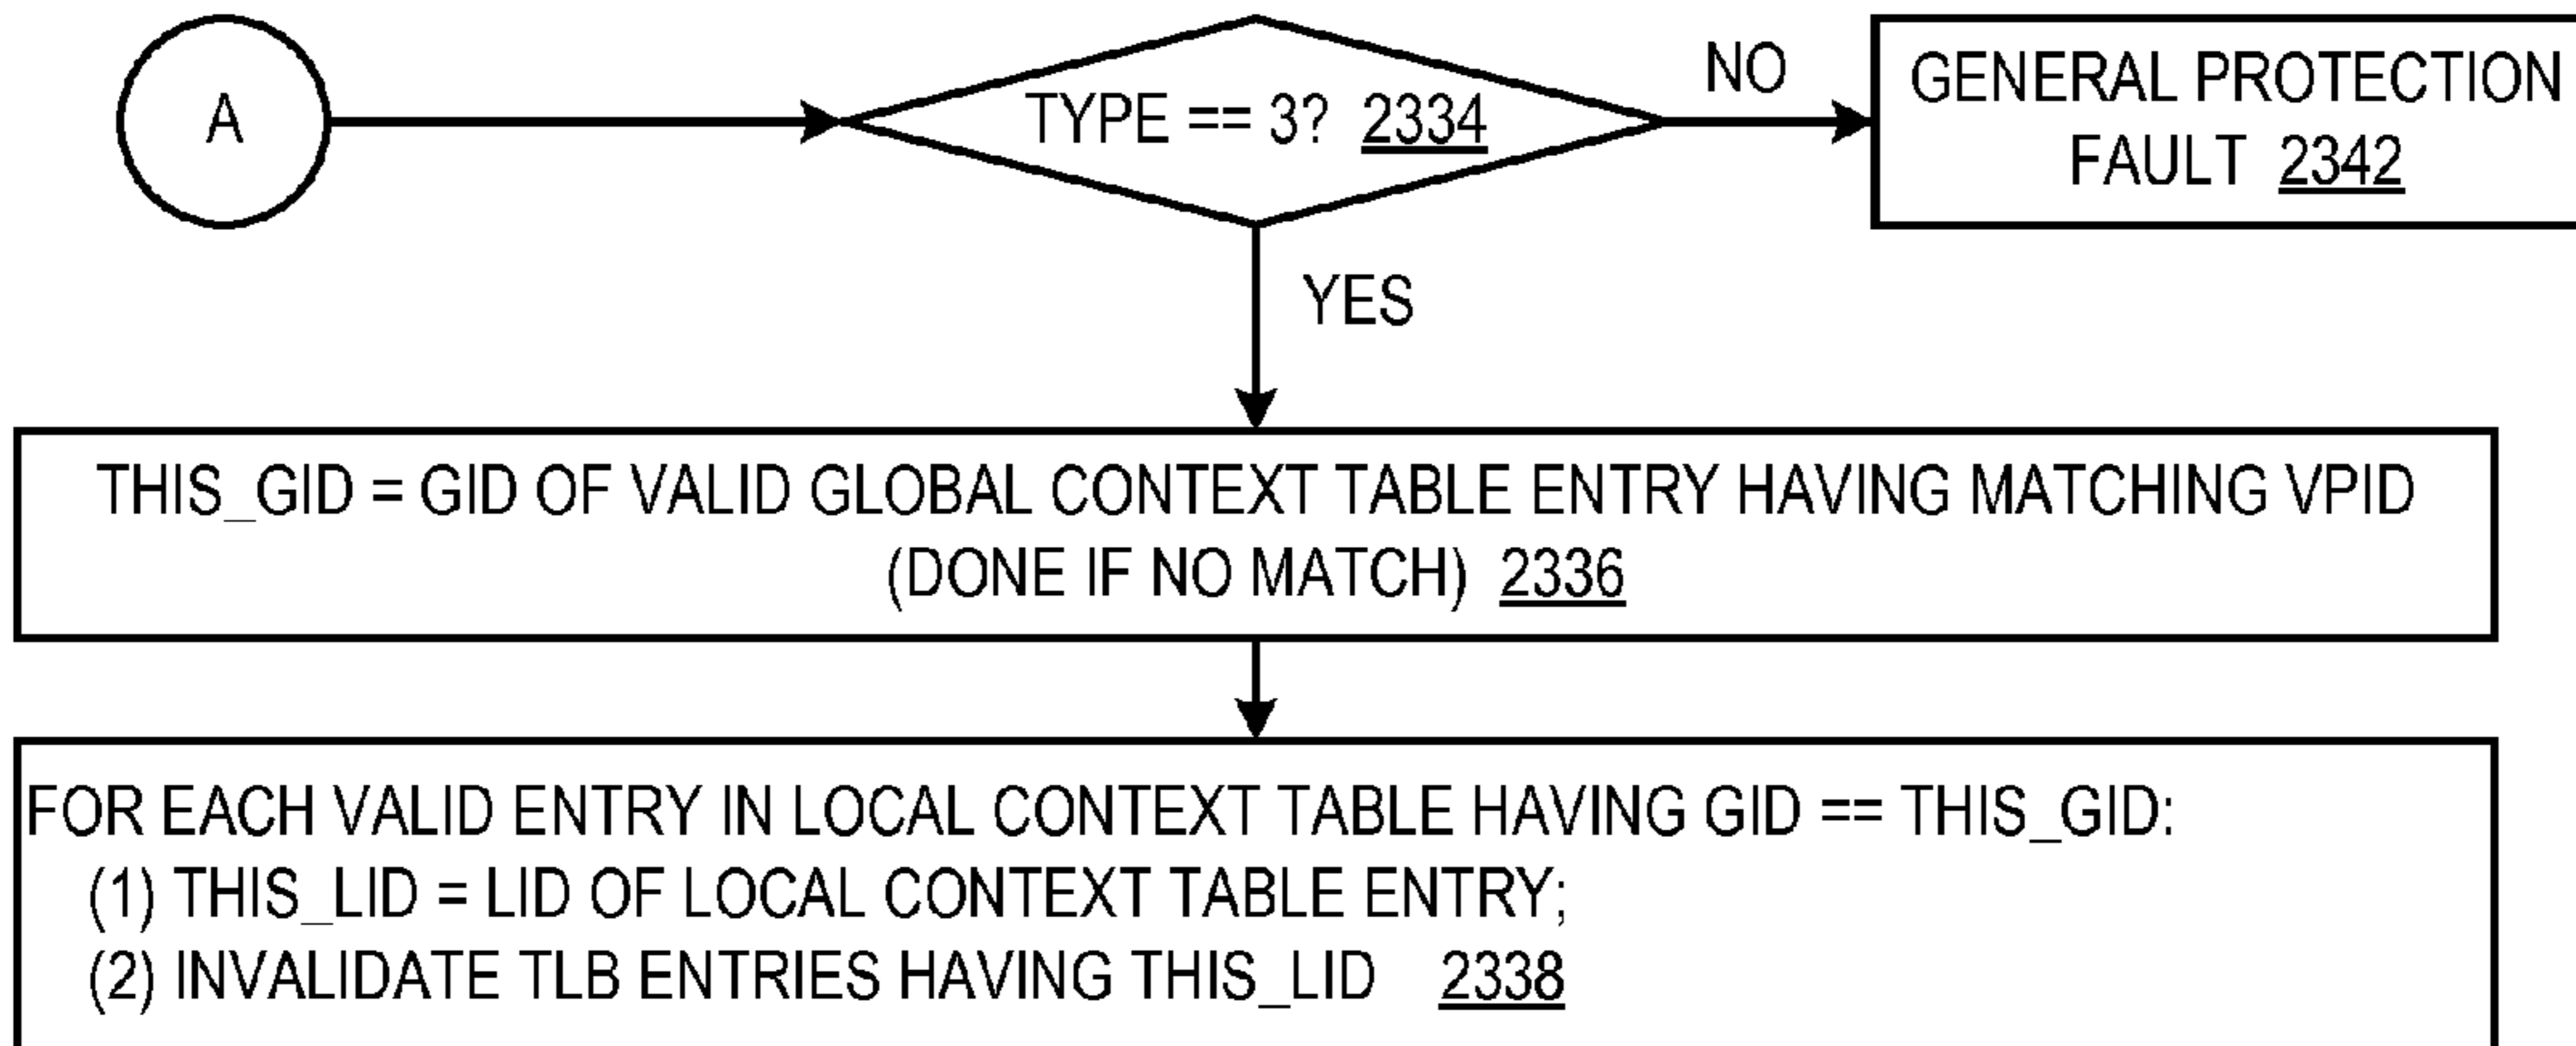 A
TYPE == 3? 2334
NO
GENERAL PROTECTION
FAULT 2342
YES
THIS_GID = GID OF VALID GLOBAL CONTEXT TABLE ENTRY HAVING MATCHING VPID
(DONE IF NO MATCH) 2336
FOR EACH VALID ENTRY IN LOCAL CONTEXT TABLE HAVING GID == THIS_GID:
(1) THIS_LID = LID OF LOCAL CONTEXT TABLE ENTRY;
(2) INVALIDATE TLB ENTRIES HAVING THIS_LID 2338